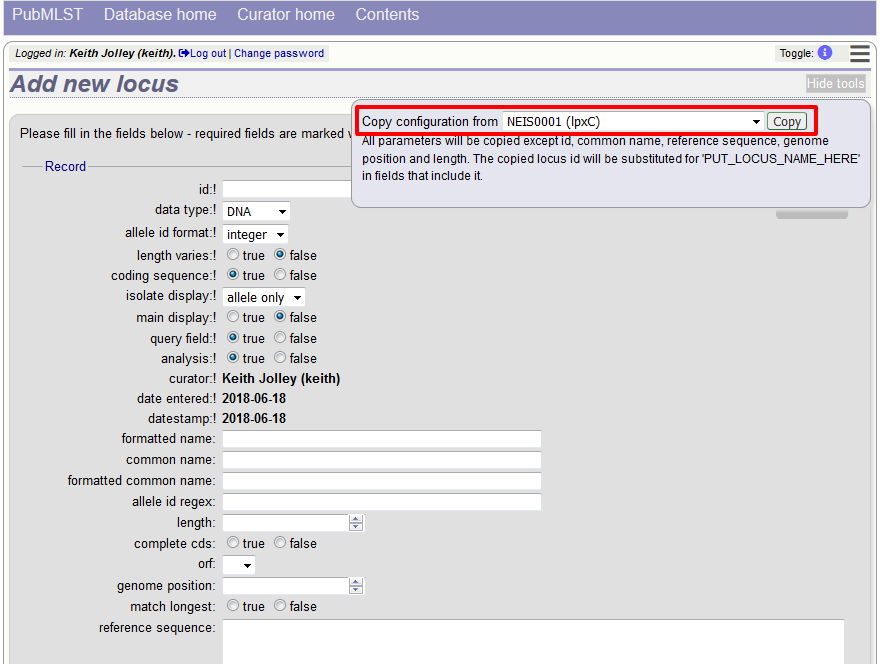 PubMLST Database home Curator home Contents
Logged in: Keith Jolley (keith). Log out | Change password Toggle: i
Add new locus Hide tools
Copy configuration from NEIS0001 (lpxC) Copy
Please fill in the fields below - required fields are marked
All parameters will be copied except id, common name, reference sequence, genome
position and length. The copied locus id will be substituted for 'PUT_LOCUS_NAME_HERE'
in fields that include it.
Record
id:!
data type:! DNA
allele id format:! integer
length varies:! true false
coding sequence:! true false
isolate display:! allele only
main display:! true false
query field:! true false
analysis:! true false
curator:! Keith Jolley (keith)
date entered:! 2018-06-18
datestamp:! 2018-06-18
formatted name:
common name:
formatted common name:
allele id regex:
length:
complete cds: true false
orf:
genome position:
match longest: true false
reference sequence: